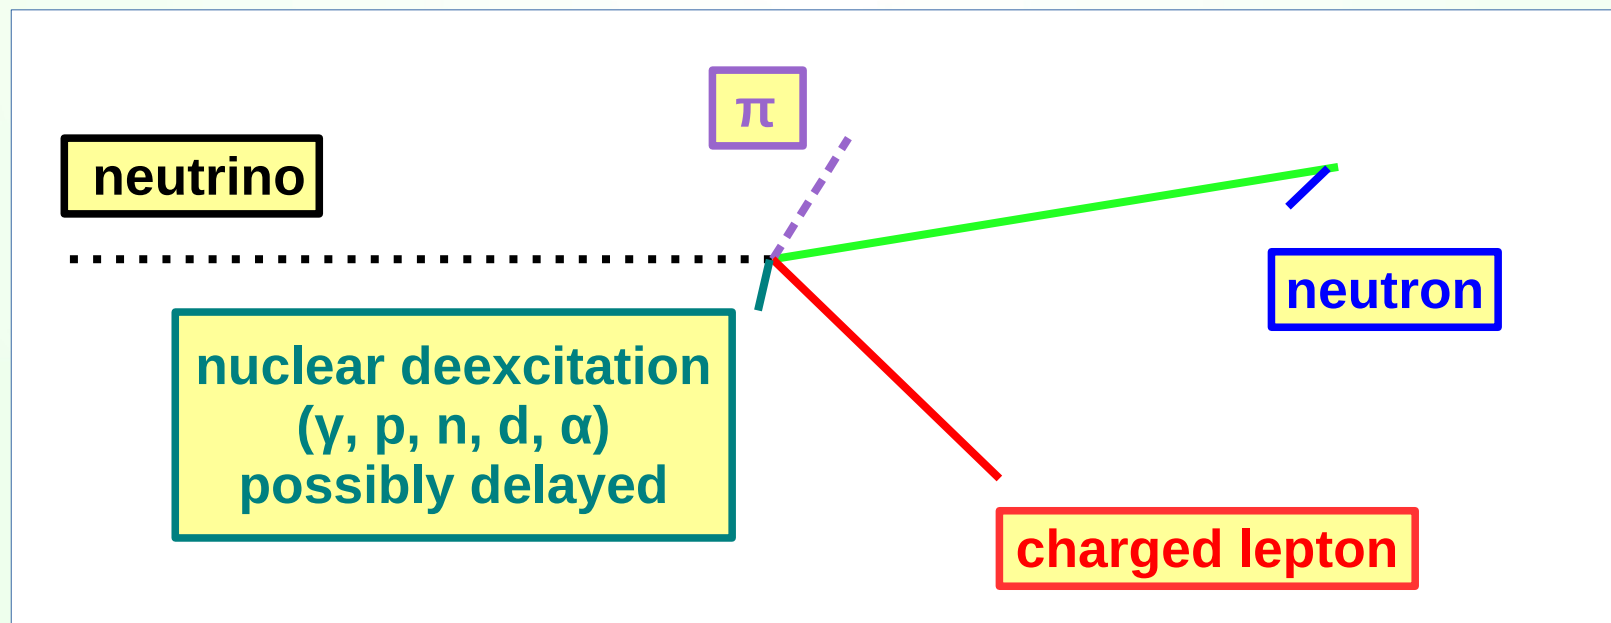 π
neutrino
neutron
nuclear deexcitation
(γ, p, n, d, α)
possibly delayed
charged lepton